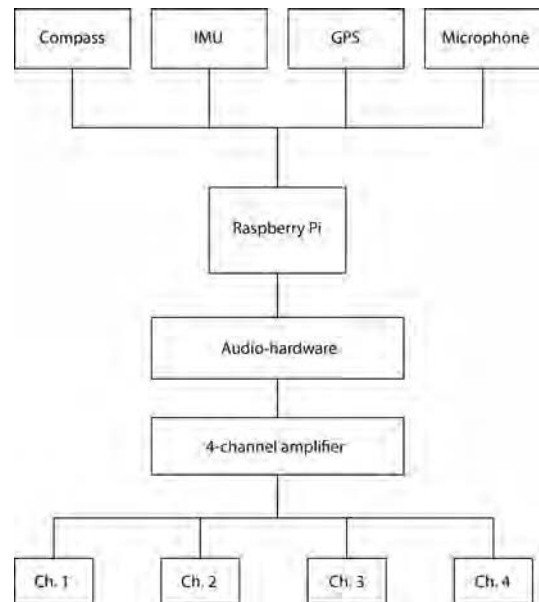 Compass
IMU
GPS
Microphone
Raspberry Pi
Audio-hardware
4-channel amplifier
Ch. 1
Ch. 2
Ch. 3
Ch. 4